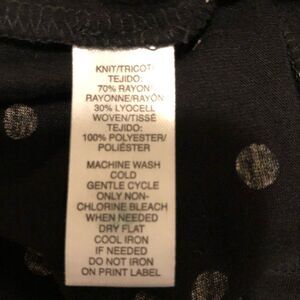 KNIT/TRICOT
TEJIDO:
70% RAYON
RAYONNE/RAYÓN
30% LYOCELL
WOVEN/TISSÉ
TEJIDO:
100% POLYESTER/
POLIÉSTER
MACHINE WASH
COLD
GENTLE CYCLE
ONLY NON-
CHLORINE BLEACH
WHEN NEEDED
DRY FLAT
COOL IRON
IF NEEDED
DO NOT IRON
ON PRINT LABEL